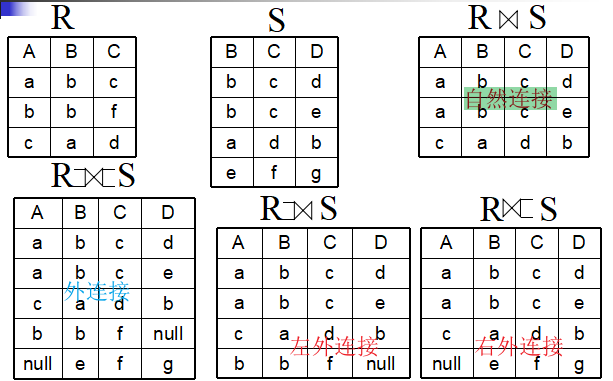 R
A B C
a b c
b b f
c a d
S
B C D
b c d
b c e
a d b
e f g
R ⋈ S
A B C D
a b c d
a b c e
c a d b
自然连接
R⟗S
A B C D
a b c d
a b c e
c a d b
b b f null
null e f g
外连接
R⟕S
A B C D
a b c d
a b c e
c a d b
b b f null
左外连接
R⟖S
A B C D
a b c d
a b c e
c a d b
null e f g
右外连接